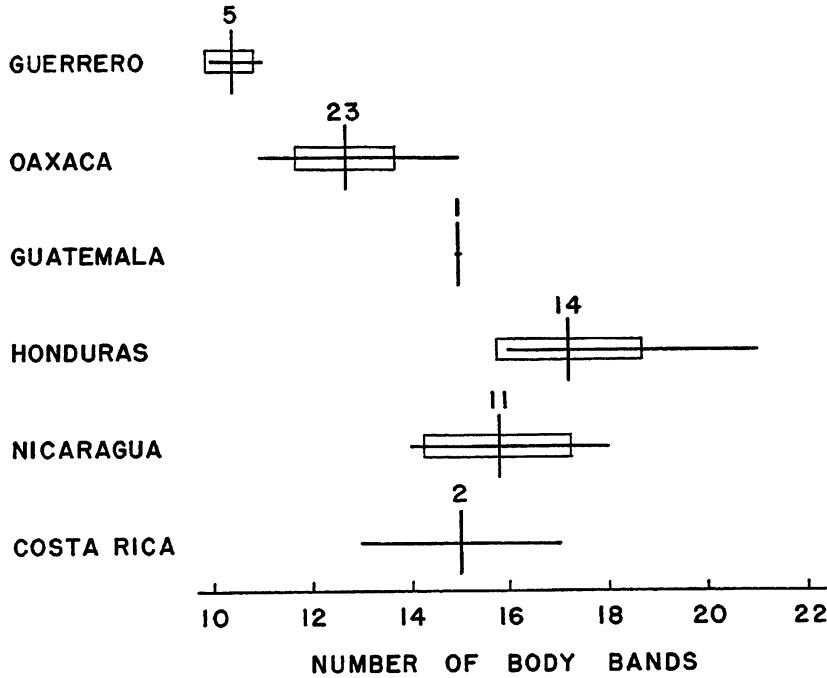 5
GUERRERO
23
OAXACA
1
GUATEMALA
14
HONDURAS
11
NICARAGUA
2
COSTA RICA
10 12 14 16 18 20 22
NUMBER OF BODY BANDS